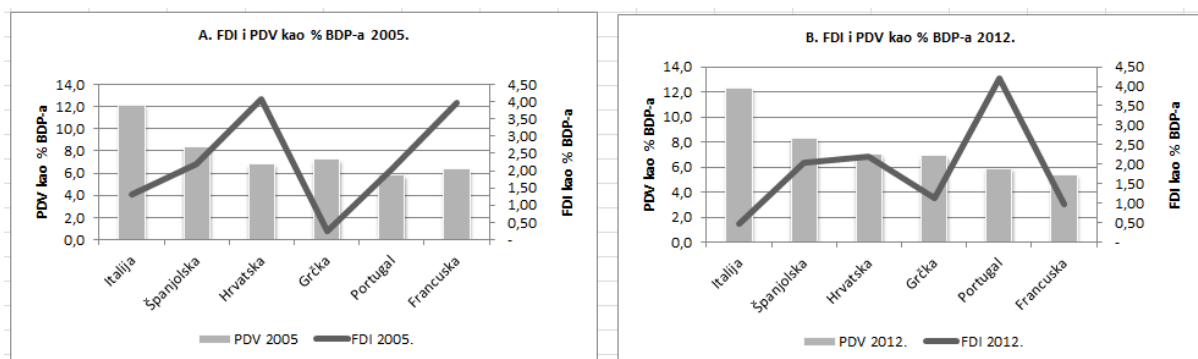 A. FDI i PDV kao % BDP-a 2005.
PDV kao % BDP-a
14,0
12,0
10,0
8,0
6,0
4,0
2,0
0,0
4,50
4,00
3,50
3,00
2,50
2,00
1,50
1,00
0,50
-
FDI kao % BDP-a
Italija
Španjolska
Hrvatska
Grčka
Portugal
Francuska
PDV 2005
FDI 2005.
B. FDI i PDV kao % BDP-a 2012.
PDV kao % BDP-a
14,0
12,0
10,0
8,0
6,0
4,0
2,0
0,0
4,50
4,00
3,50
3,00
2,50
2,00
1,50
1,00
0,50
-
FDI kao % BDP-a
Italija
Španjolska
Hrvatska
Grčka
Portugal
Francuska
PDV 2012.
FDI 2012.